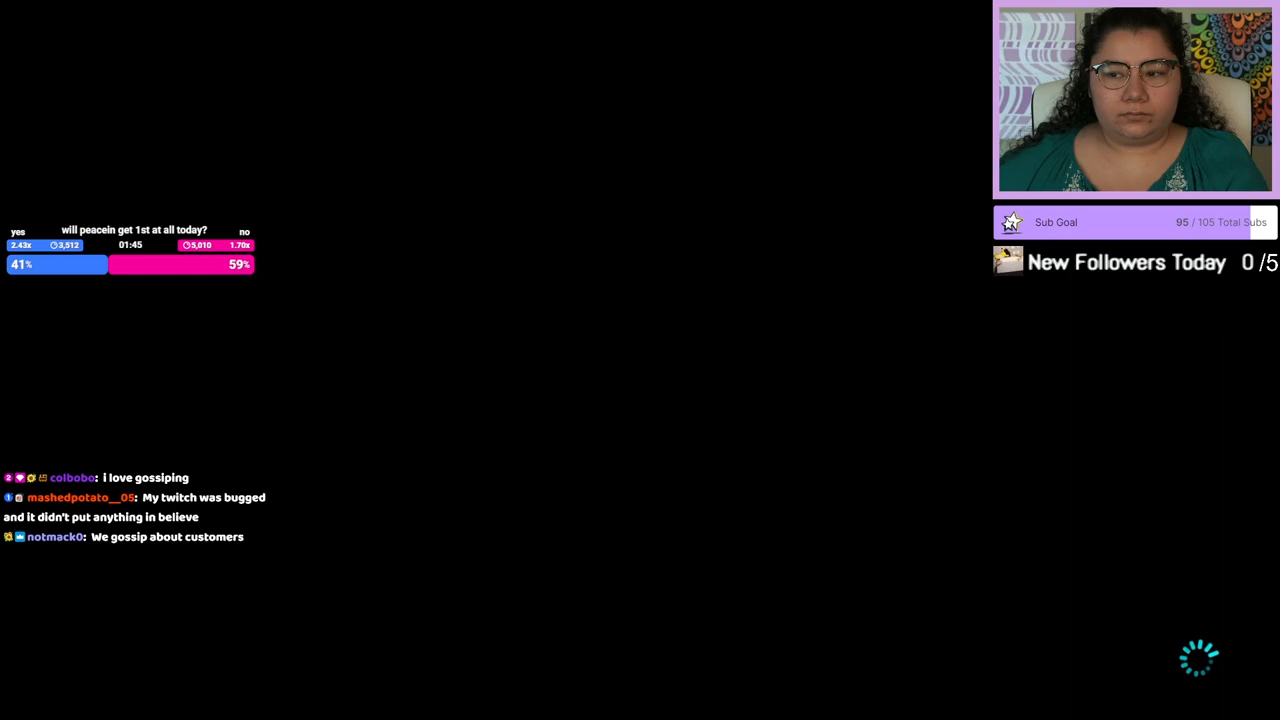 will peacein get 1st at all today?
yes
no
2.43x 3,512
01:45
5,010 1.70x
41%
59%
Sub Goal
95 / 105 Total Subs
New Followers Today 0 /5
2 colbobo: i love gossiping
1 mashedpotato__05: My twitch was bugged
and it didn't put anything in believe
notmack0: We gossip about customers